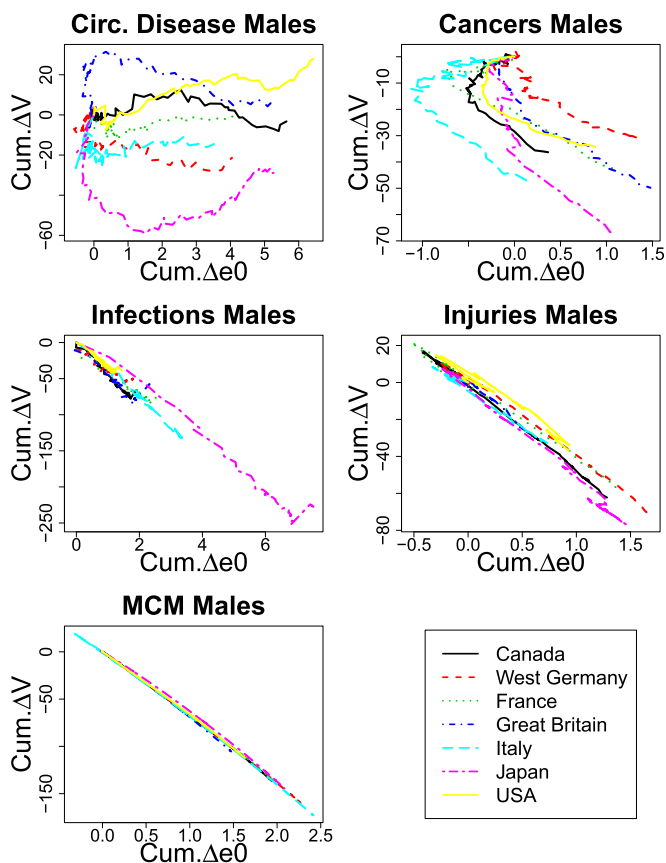 Circ. Disease Males
20
0
−20
−60
Cum.ΔV
0
1
2
3
4
5
6
Cum.Δe0
Cancers Males
−10
−30
−50
−70
Cum.ΔV
−1.0
0.0
0.5
1.0
1.5
Cum.Δe0
Infections Males
0
−50
−150
−250
Cum.ΔV
0
2
4
6
Cum.Δe0
Injuries Males
20
0
−40
−80
Cum.ΔV
−0.5
0.0
0.5
1.0
1.5
Cum.Δe0
MCM Males
0
−50
−150
Cum.ΔV
0.0
0.5
1.0
1.5
2.0
2.5
Cum.Δe0
Canada
West Germany
France
Great Britain
Italy
Japan
USA